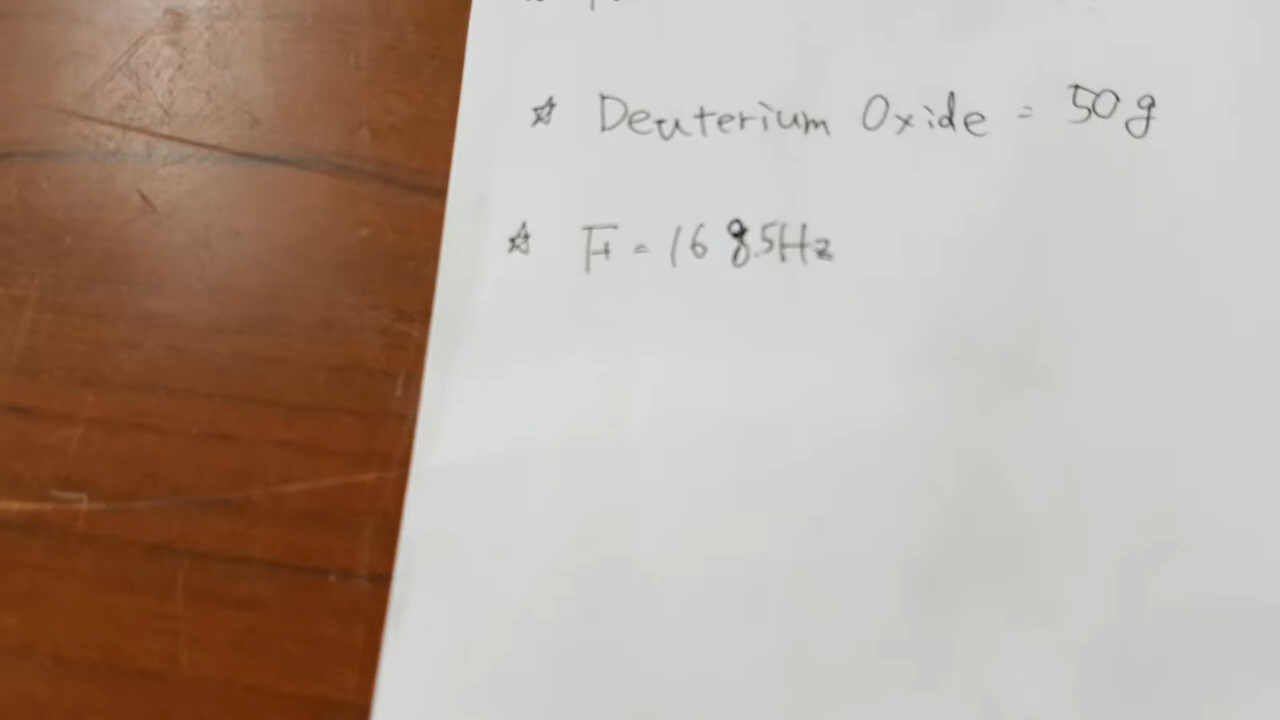 ☆ Deuterium Oxide = 50g
☆ F = 168.5Hz